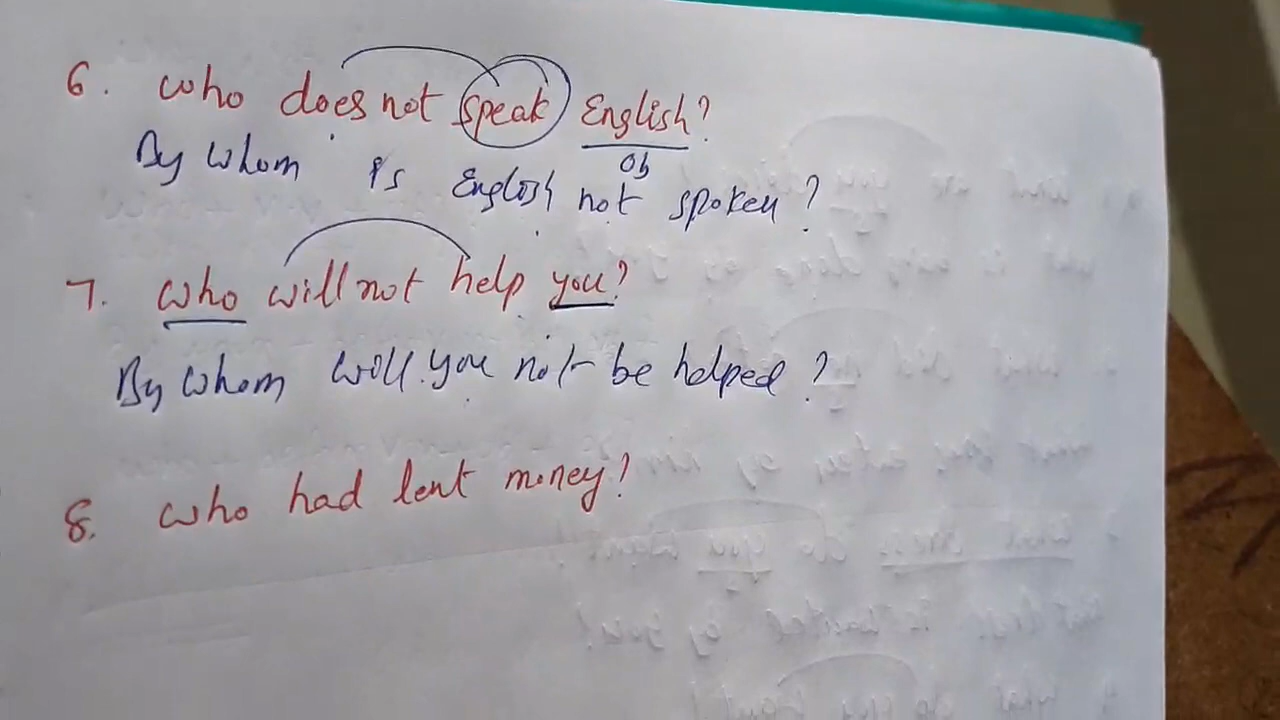 6. who does not speak English?
Ob
By whom is English not spoken?
7. who will not help you?
By whom will you not be helped?
8. who had lent money?